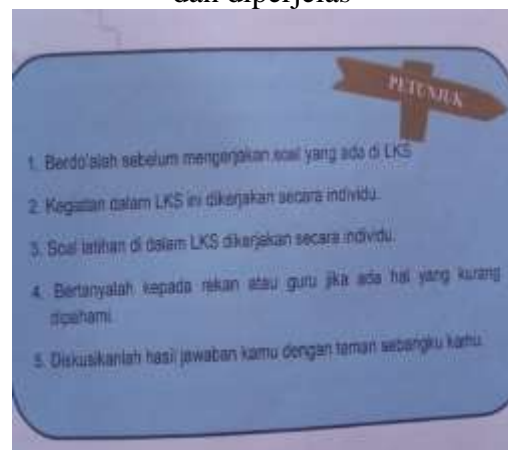 dan diperjelas
PETUNJUK
1. Berdo'alah sebelum mengerjakan soal yang ada di LKS
2. Kegiatan dalam LKS ini dikerjakan secara individu.
3. Soal latihan di dalam LKS dikerjakan secara individu.
4. Bertanyalah kepada rekan atau guru jika ada hal yang kurang
dipahami.
5. Diskusikanlah hasil jawaban kamu dengan teman sebangku kamu.